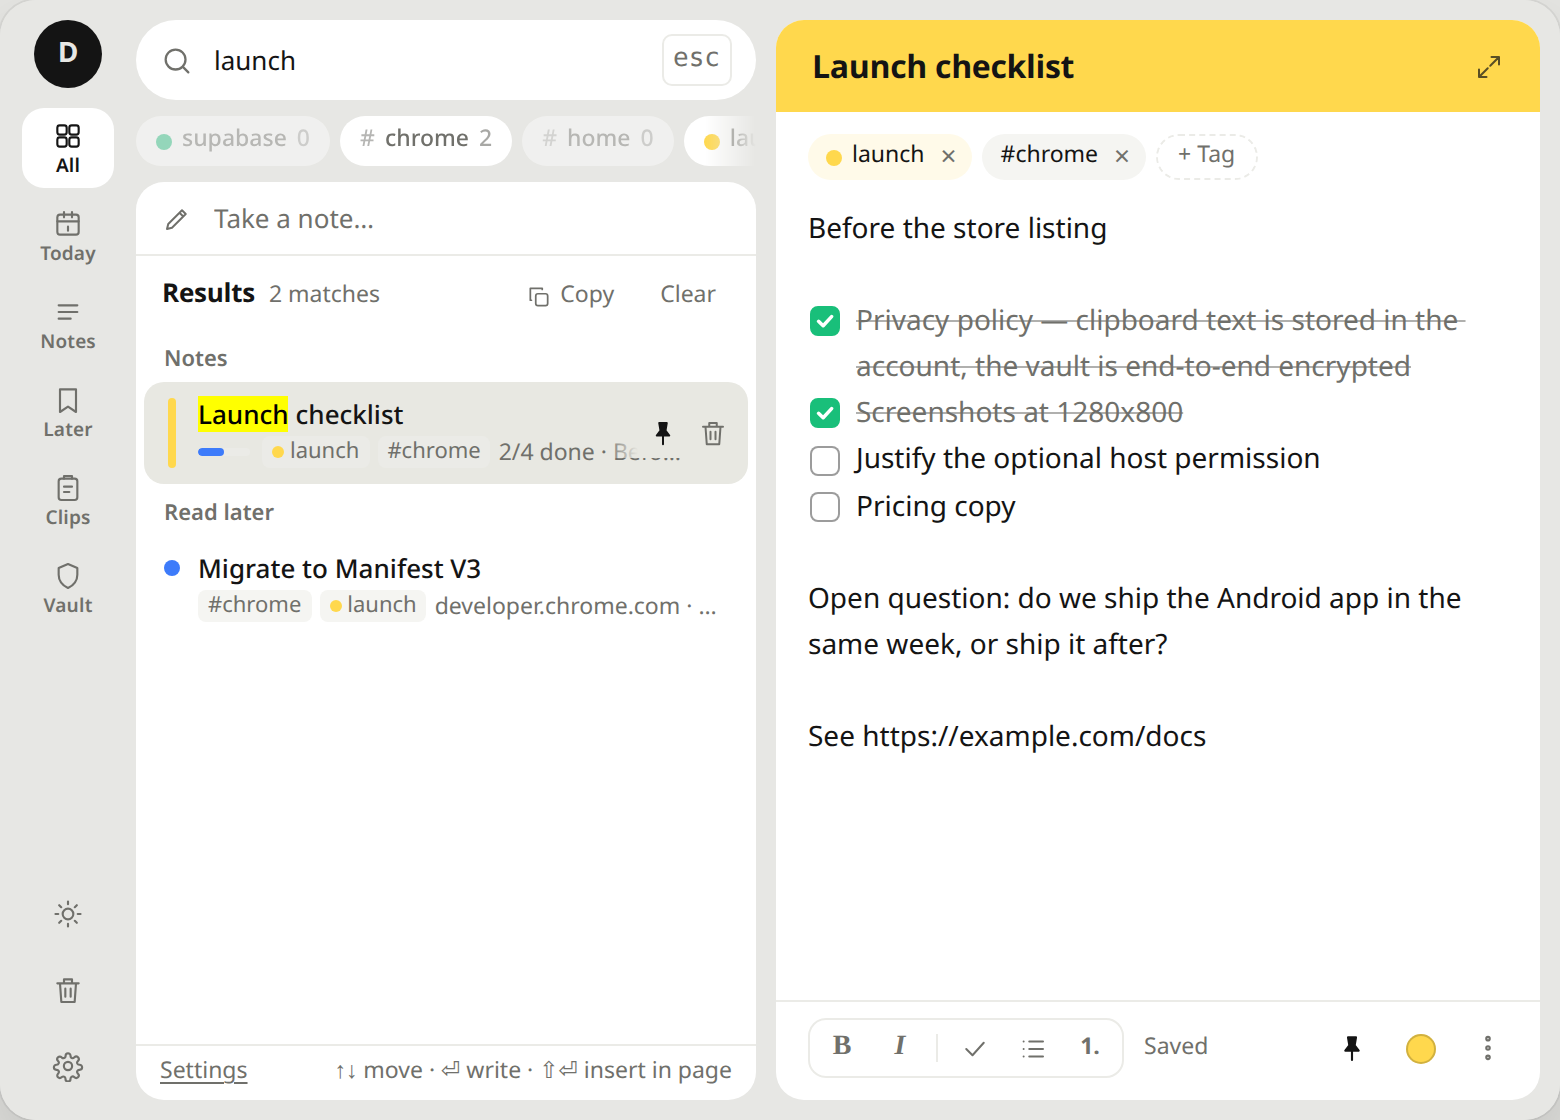 D
All
Today
Notes
Later
Clips
Vault
launch
esc
supabase 0
# chrome 2
# home 0
Take a note...
Results 2 matches
Copy
Clear
Notes
Launch checklist
launch #chrome 2/4 done ·
Read later
Migrate to Manifest V3
#chrome launch developer.chrome.com · ...
Settings
↑↓ move · ⏎ write · ⇧⏎ insert in page
Launch checklist
launch ×
#chrome ×
+ Tag
Before the store listing
Privacy policy — clipboard text is stored in the
account, the vault is end-to-end encrypted
Screenshots at 1280x800
Justify the optional host permission
Pricing copy
Open question: do we ship the Android app in the
same week, or ship it after?
See https://example.com/docs
B I 1.
Saved